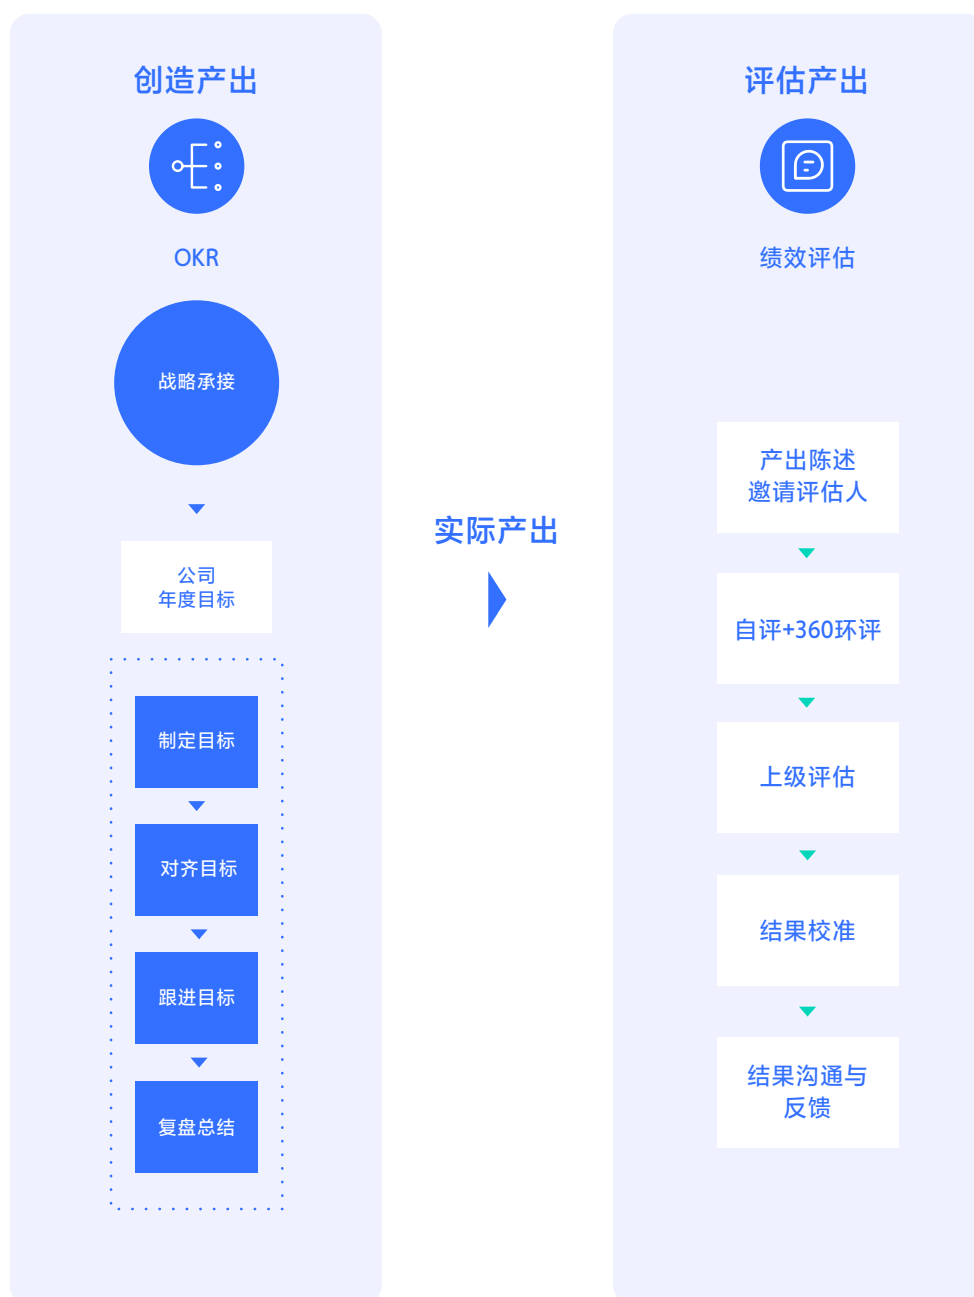 创造产出
OKR
战略承接
公司
年度目标
制定目标
对齐目标
跟进目标
复盘总结
实际产出
评估产出
绩效评估
产出陈述
邀请评估人
自评+360环评
上级评估
结果校准
结果沟通与
反馈